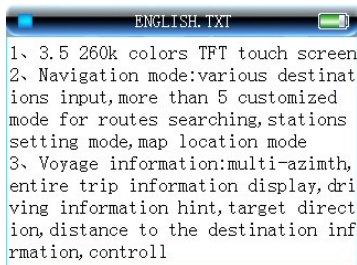 ENGLISH.TXT
1、3.5 260k colors TFT touch screen
2、Navigation mode:various destinat
ions input,more than 5 customized
mode for routes searching,stations
setting mode,map location mode
3、Voyage information:multi-azimth,
entire trip information display,dri
ving information hint,target direct
ion,distance to the destination inf
rmation,controll